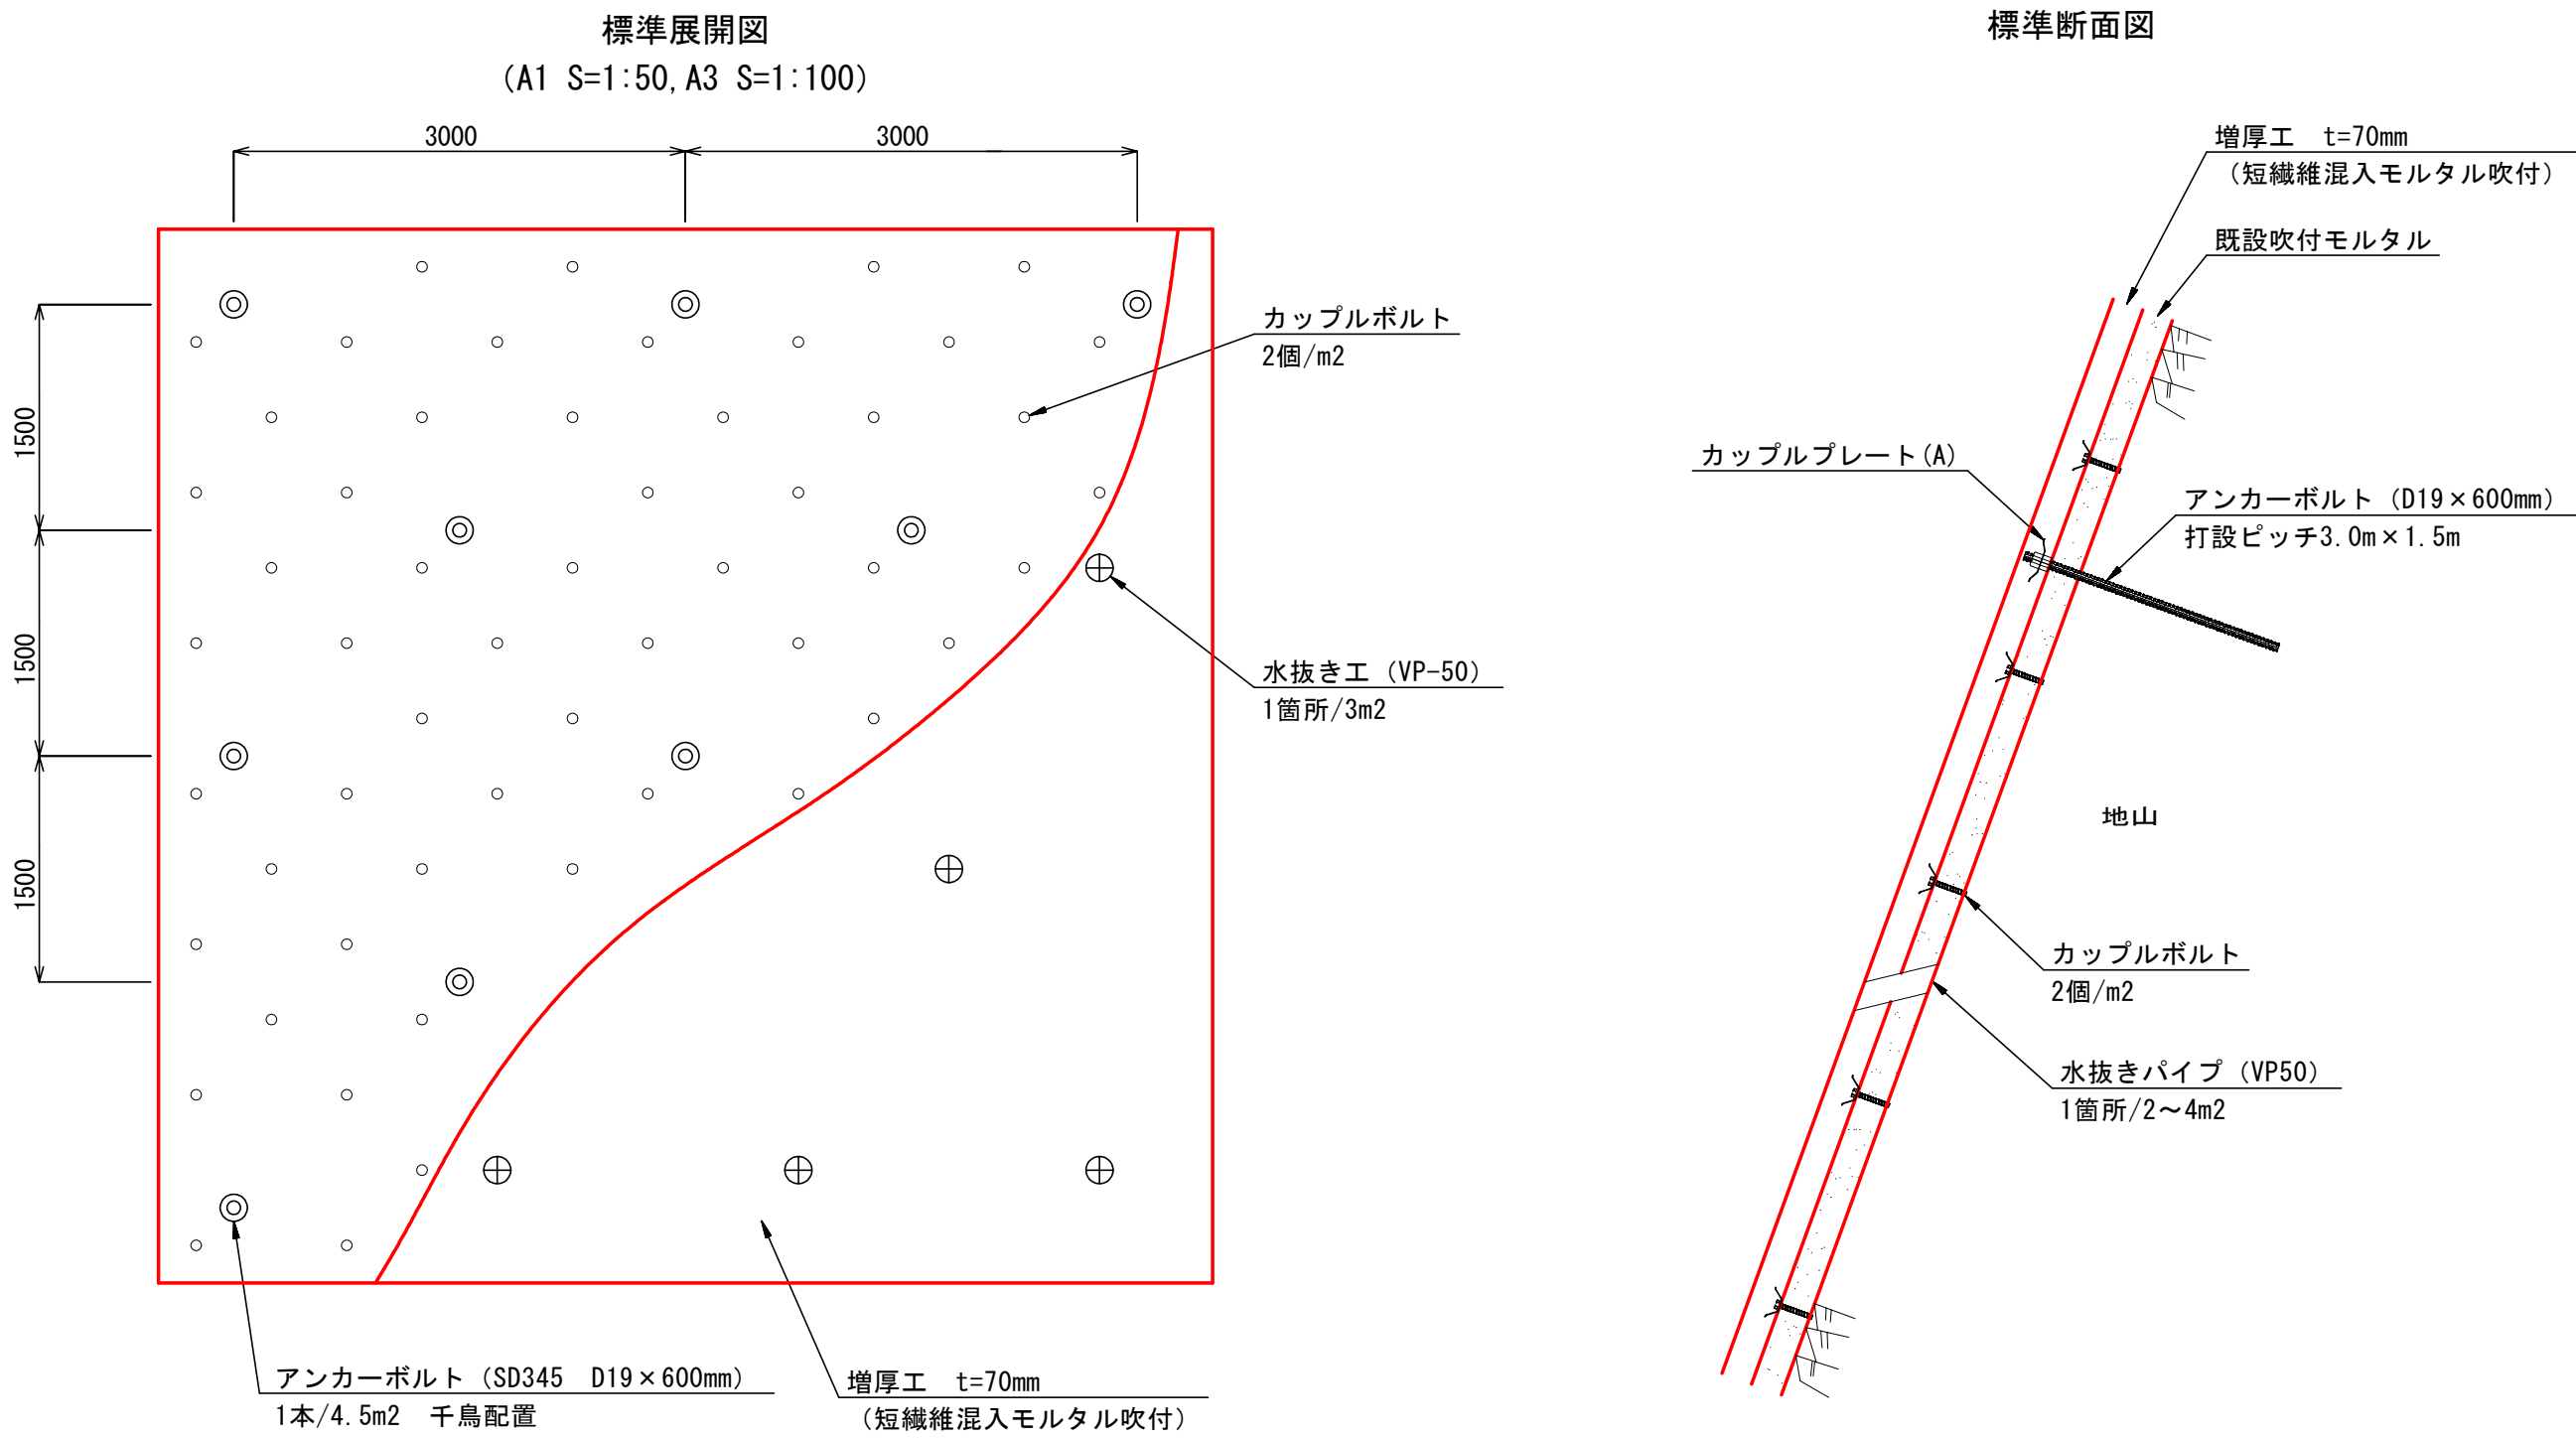 標準展開図
(A1 S=1:50,A3 S=1:100)
3000
3000
1500
1500
1500
カップルボルト
2個/m2
水抜き工 (VP-50)
1箇所/3m2
アンカーボルト (SD345 D19×600mm)
1本/4.5m2 千鳥配置
増厚工 t=70mm
(短繊維混入モルタル吹付)
標準断面図
増厚工 t=70mm
(短繊維混入モルタル吹付)
既設吹付モルタル
カップルプレート(A)
アンカーボルト (D19×600mm)
打設ピッチ3.0m×1.5m
地山
カップルボルト
2個/m2
水抜きパイプ (VP50)
1箇所/2～4m2